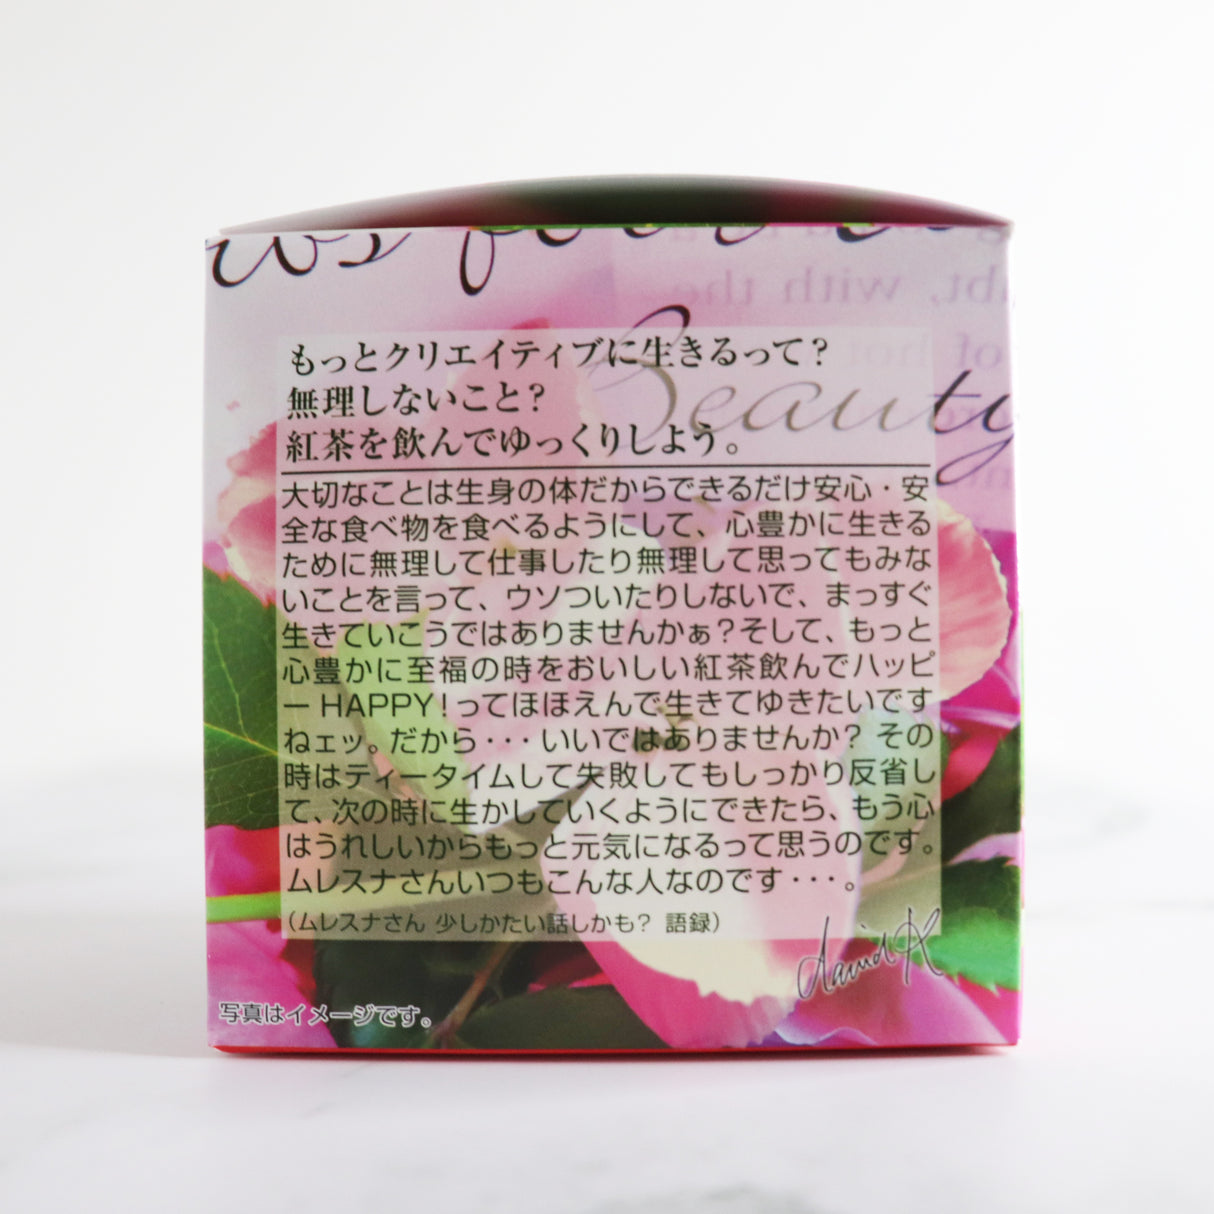 Beauty
もっとクリエイティブに生きるって？
無理しないこと？
紅茶を飲んでゆっくりしよう。
大切なことは生身の体だからできるだけ安心・安
全な食べ物を食べるようにして、心豊かに生きる
ために無理して仕事したり無理して思ってもみな
いことを言って、ウソついたりしないで、まっすぐ
生きていこうではありませんかぁ？そして、もっと
心豊かに至福の時をおいしい紅茶飲んでハッピ
ー HAPPY！ってほほえんで生きてゆきたいです
ねェッ。だから・・・いいではありませんか？ その
時はティータイムして失敗してもしっかり反省し
て、次の時に生かしていくようにできたら、もう心
はうれしいからもっと元気になるって思うのです。
ムレスナさんいつもこんな人なのです・・・。
（ムレスナさん 少しかたい話しかも？ 語録）
david K
写真はイメージです。